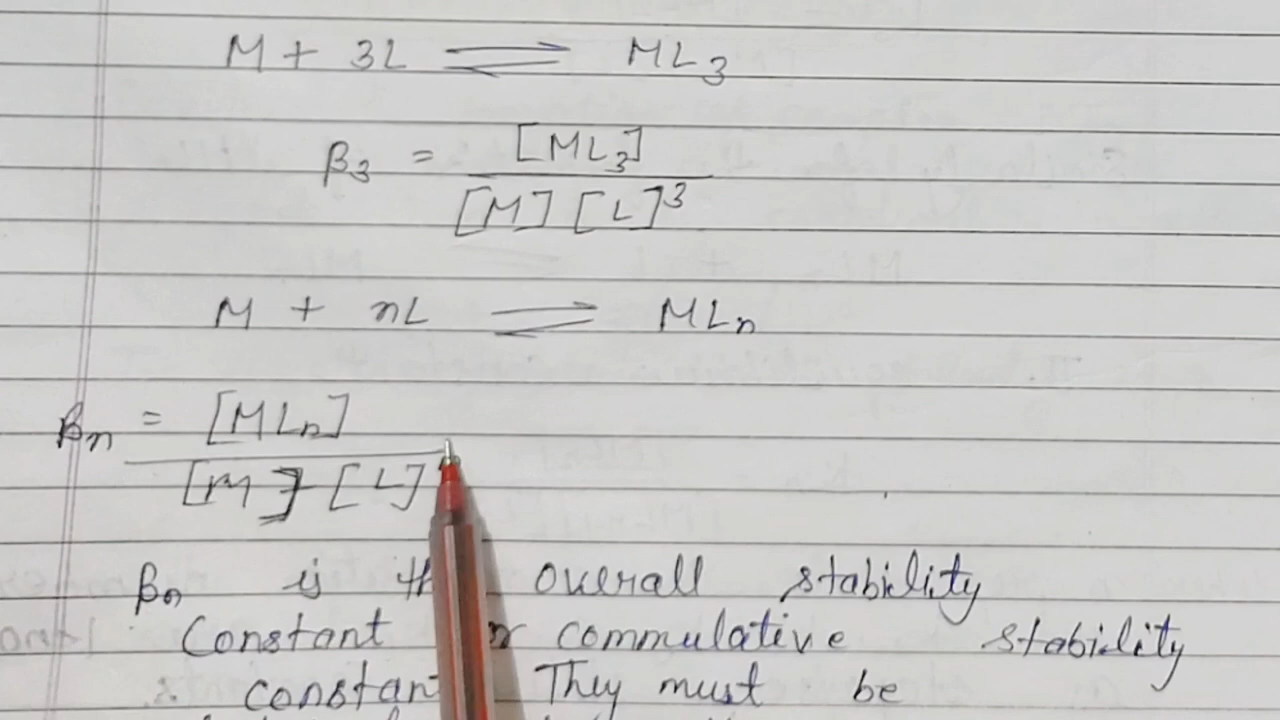 M + 3L ⇌ ML₃
β₃ = [ML₃]
[M] [L]³
M + nL ⇌ MLₙ
βₙ = [MLₙ]
[M] [L]
βₙ is overall stability
Constant commulative stability
They must be